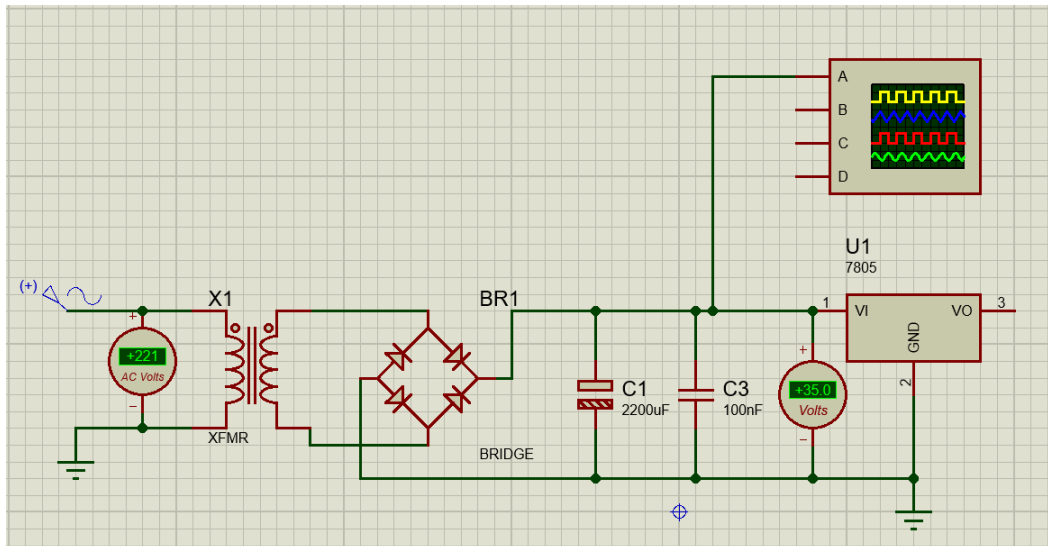 A
B
C
D
U1
7805
(+)
X1
BR1
1
VI
VO
3
GND
2
+
+221
AC Volts
−
+
+35.0
Volts
−
C1
2200uF
C3
100nF
XFMR
BRIDGE